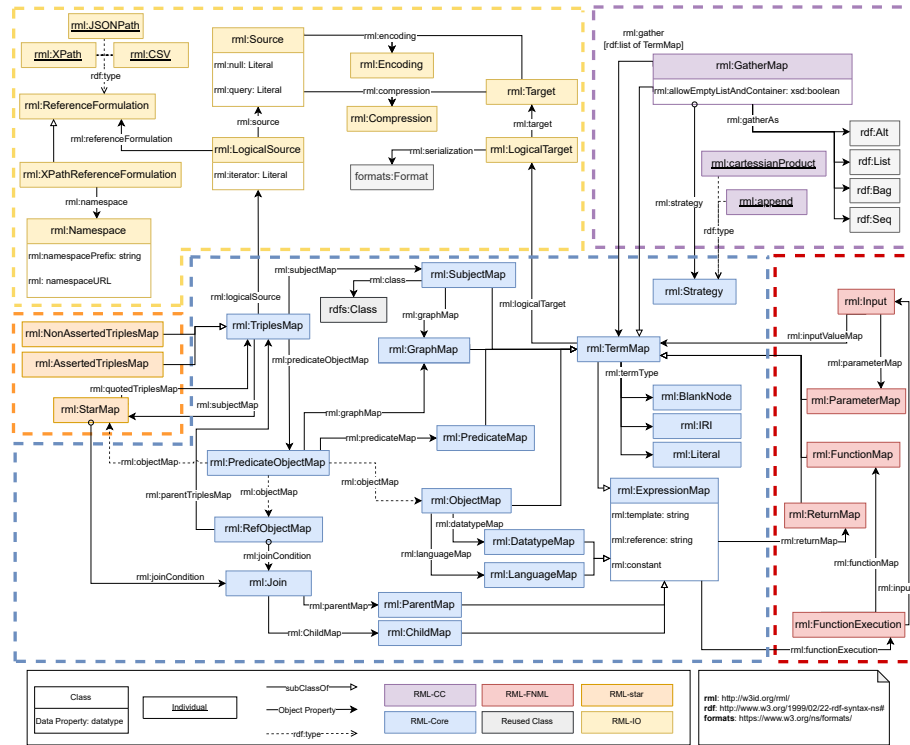 rml:JSONPath
rml:XPath
rml:CSV
rdf:type
rml:ReferenceFormulation
rml:referenceFormulation
rml:XPathReferenceFormulation
rml:namespace
rml:Namespace
rml:namespacePrefix: string
rml: namespaceURL
rml:Source
rml:null: Literal
rml:query: Literal
rml:source
rml:LogicalSource
rml:iterator: Literal
rml:encoding
rml:Encoding
rml:compression
rml:Compression
rml:Target
rml:target
rml:serialization
rml:LogicalTarget
formats:Format
rml:gather
[rdf:list of TermMap]
rml:GatherMap
rml:allowEmptyListAndContainer: xsd:boolean
rml:gatherAs
rdf:Alt
rdf:List
rdf:Bag
rdf:Seq
rml:cartessianProduct
rml:append
rml:strategy
rdf:type
rml:Strategy
rml:logicalSource
rml:subjectMap
rml:class
rml:SubjectMap
rdfs:Class
rml:graphMap
rml:logicalTarget
rml:NonAssertedTriplesMap
rml:AssertedTriplesMap
rml:quotedTriplesMap
rml:StarMap
rml:subjectMap
rml:TriplesMap
rml:predicateObjectMap
rml:GraphMap
rml:TermMap
rml:termType
rml:BlankNode
rml:IRI
rml:Literal
rml:inputValueMap
rml:Input
rml:parameterMap
rml:ParameterMap
rml:FunctionMap
rml:graphMap
rml:predicateMap
rml:PredicateMap
rml:objectMap
rml:PredicateObjectMap
rml:objectMap
rml:parentTriplesMap
rml:objectMap
rml:RefObjectMap
rml:ObjectMap
rml:datatypeMap
rml:DatatypeMap
rml:languageMap
rml:LanguageMap
rml:ExpressionMap
rml:template: string
rml:reference: string
rml:constant
rml:ReturnMap
rml:returnMap
rml:functionMap
rml:input
rml:joinCondition
rml:joinCondition
rml:Join
rml:parentMap
rml:ParentMap
rml:ChildMap
rml:ChildMap
rml:FunctionExecution
rml:functionExecution
Class
Data Property: datatype
Individual
subClassOf
Object Property
rdf:type
RML-CC
RML-FNML
RML-star
RML-Core
Reused Class
RML-IO
rml: http://w3id.org/rml/
rdf: http://www.w3.org/1999/02/22-rdf-syntax-ns#
formats: https://www.w3.org/ns/formats/